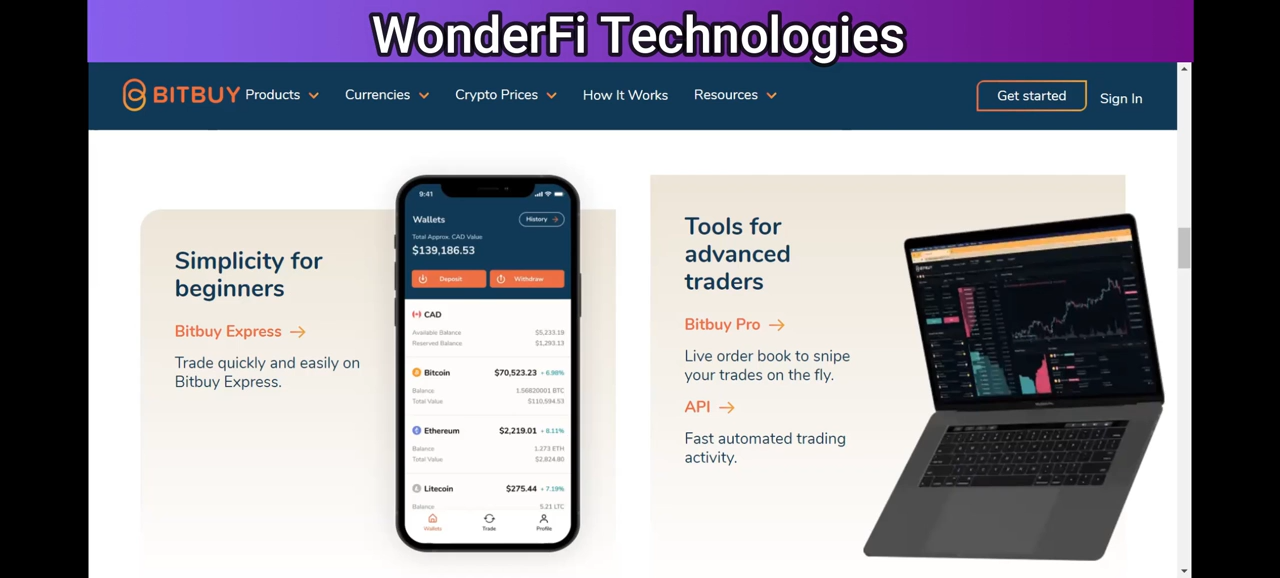 WonderFi Technologies
BITBUY Products Currencies Crypto Prices How It Works Resources Get started Sign In
Simplicity for
beginners
Bitbuy Express →
Trade quickly and easily on
Bitbuy Express.
9:41
Wallets History →
Total Approx. CAD Value
$139,186.53
Deposit Withdraw
CAD
Available Balance $5,233.19
Reserved Balance $1,293.13
Bitcoin $70,523.23 + 6.98%
Balance 1.56820001 BTC
Total Value $110,594.53
Ethereum $2,219.01 + 8.11%
Balance 1.273 ETH
Total Value $2,824.80
Litecoin $275.44 + 7.19%
Balance 5.21 LTC
Wallets Trade Profile
Tools for
advanced
traders
Bitbuy Pro →
Live order book to snipe
your trades on the fly.
API →
Fast automated trading
activity.